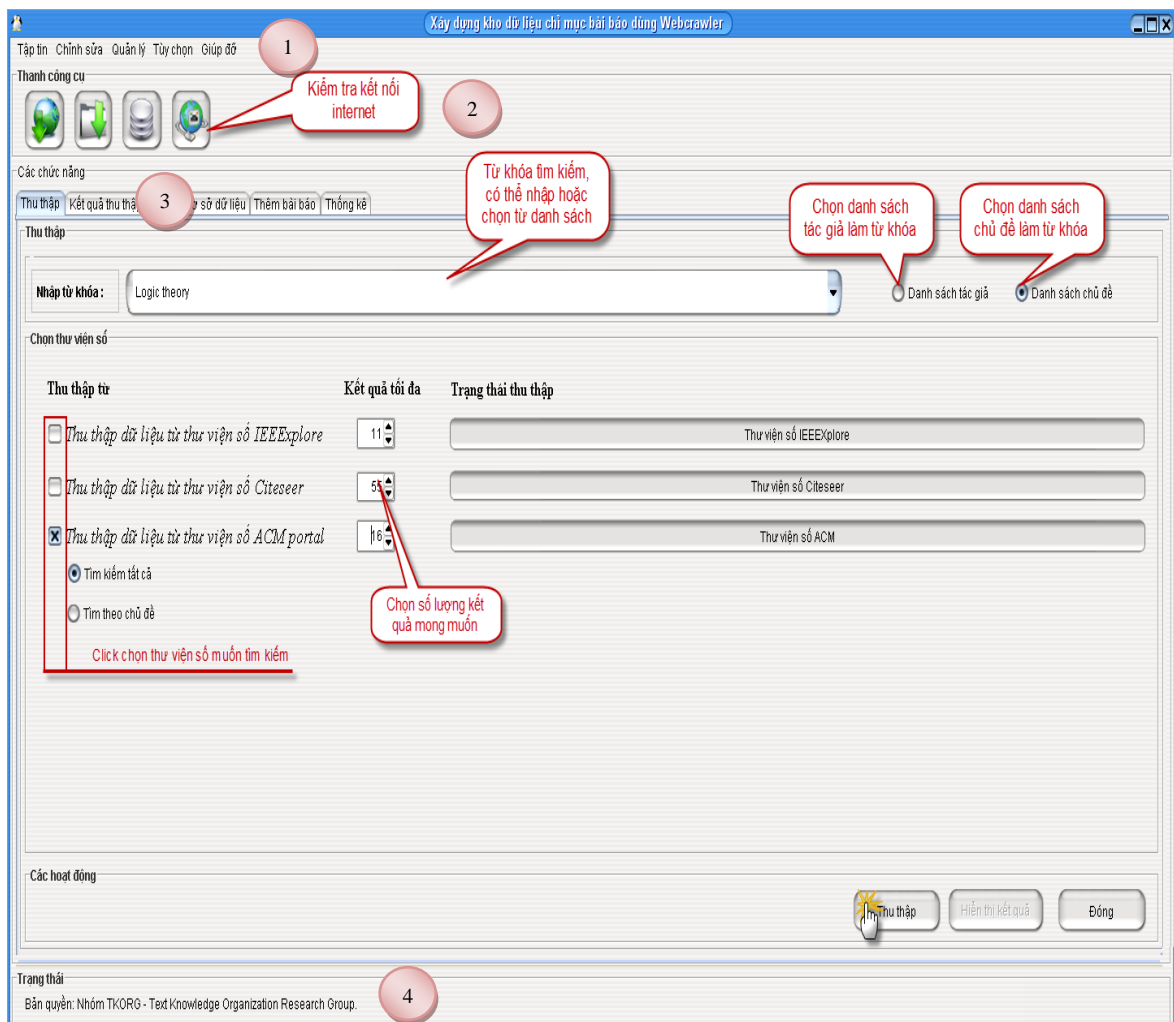 Xây dựng kho dữ liệu chỉ mục bài báo dùng Webcrawler
Tập tin Chỉnh sửa Quản lý Tùy chọn Giúp đỡ
1
Thanh công cụ
Kiểm tra kết nối
internet
2
Các chức năng
Từ khóa tìm kiếm,
có thể nhập hoặc
chọn từ danh sách
Chọn danh sách
tác giả làm từ khóa
Chọn danh sách
chủ đề làm từ khóa
Thu thập Kết quả thu thập 3 sở dữ liệu Thêm bài báo Thống kê
Thu thập
Nhập từ khóa : Logic theory Danh sách tác giả Danh sách chủ đề
Chọn thư viện số
Thu thập từ Kết quả tối đa Trạng thái thu thập
Thu thập dữ liệu từ thư viện số IEEExplore 11 Thư viện số IEEEXplore
Thu thập dữ liệu từ thư viện số Citeseer 55 Thư viện số Citeseer
Thu thập dữ liệu từ thư viện số ACM portal 16 Thư viện số ACM
Tìm kiếm tất cả
Tìm theo chủ đề
Chọn số lượng kết
quả mong muốn
Click chọn thư viện số muốn tìm kiếm
Các hoạt động
Thu thập Hiển thị kết quả Đóng
Trạng thái
Bản quyền: Nhóm TKORG - Text Knowledge Organization Research Group.
4